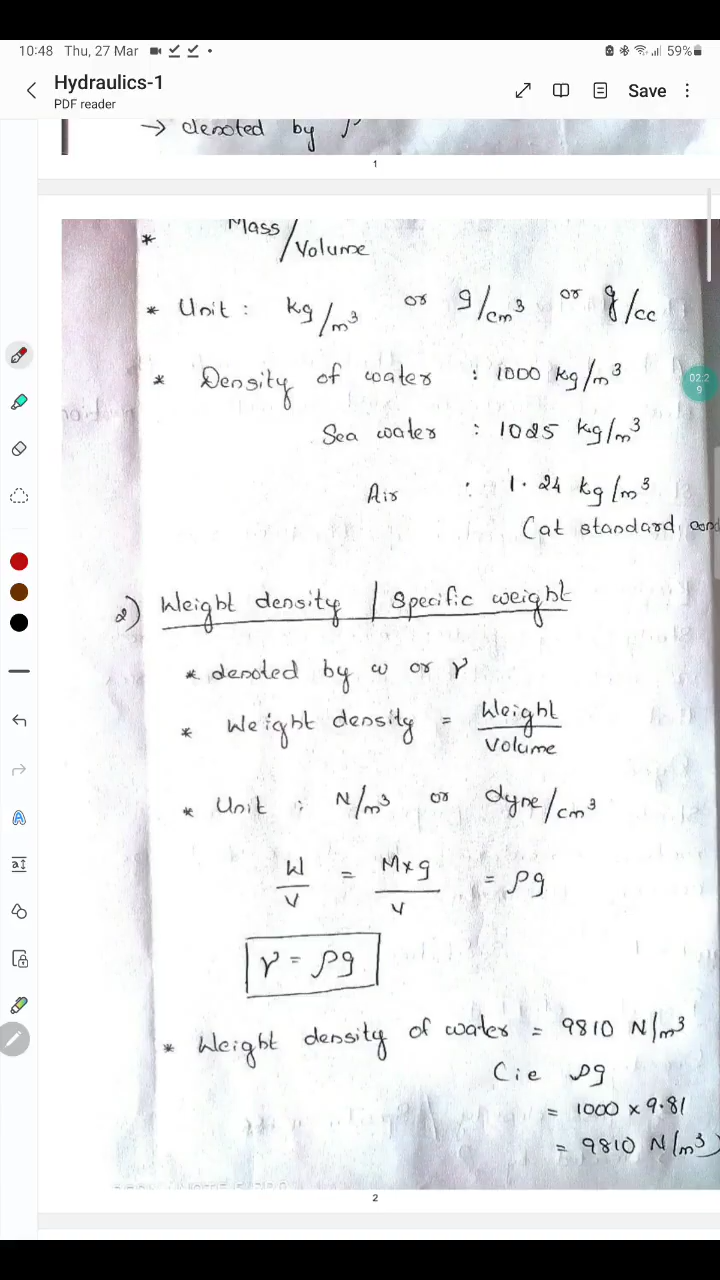 10:48 Thu, 27 Mar
59%
Hydraulics-1
PDF reader
Save
→ denoted by ρ
1
* Mass/Volume
* Unit : kg/m³ or g/cm³ or g/cc
* Density of water : 1000 kg/m³
02:29
Sea water : 1025 kg/m³
Air : 1.24 kg/m³
(at standard cond
2) Weight density / Specific weight
* denoted by w or γ
* Weight density = Weight/Volume
* Unit : N/m³ or dyne/cm³
W/V = M×g/V = ρg
γ = ρg
* Weight density of water = 9810 N/m³
(ie ρg
= 1000 × 9.81
= 9810 N/m³)
2